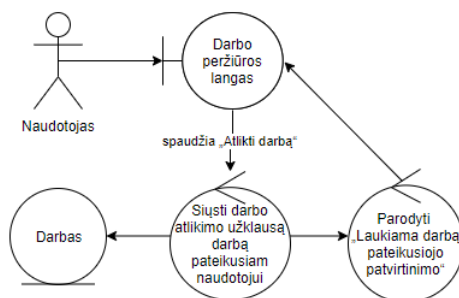 Darbo
peržiūros
langas
Naudotojas
spaudžia „Atlikti darbą“
Siųsti darbo
atlikimo užklausą
darbą
pateikusiam
naudotojui
Darbas
Parodyti
„Laukiama darbą
pateikusiojo
patvirtinimo“